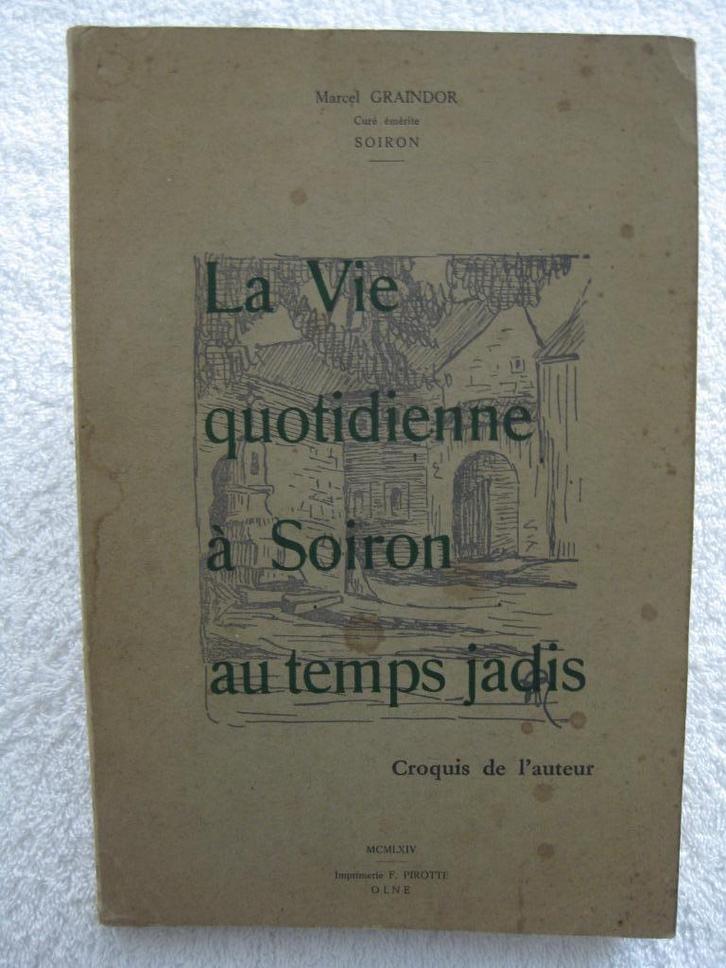 Marcel GRAINDOR
Curé émérite
SOIRON
La Vie
quotidienne
à Soiron
au temps jadis
Croquis de l'auteur
MCMLXIV
Imprimerie F. PIROTTE
OLNE